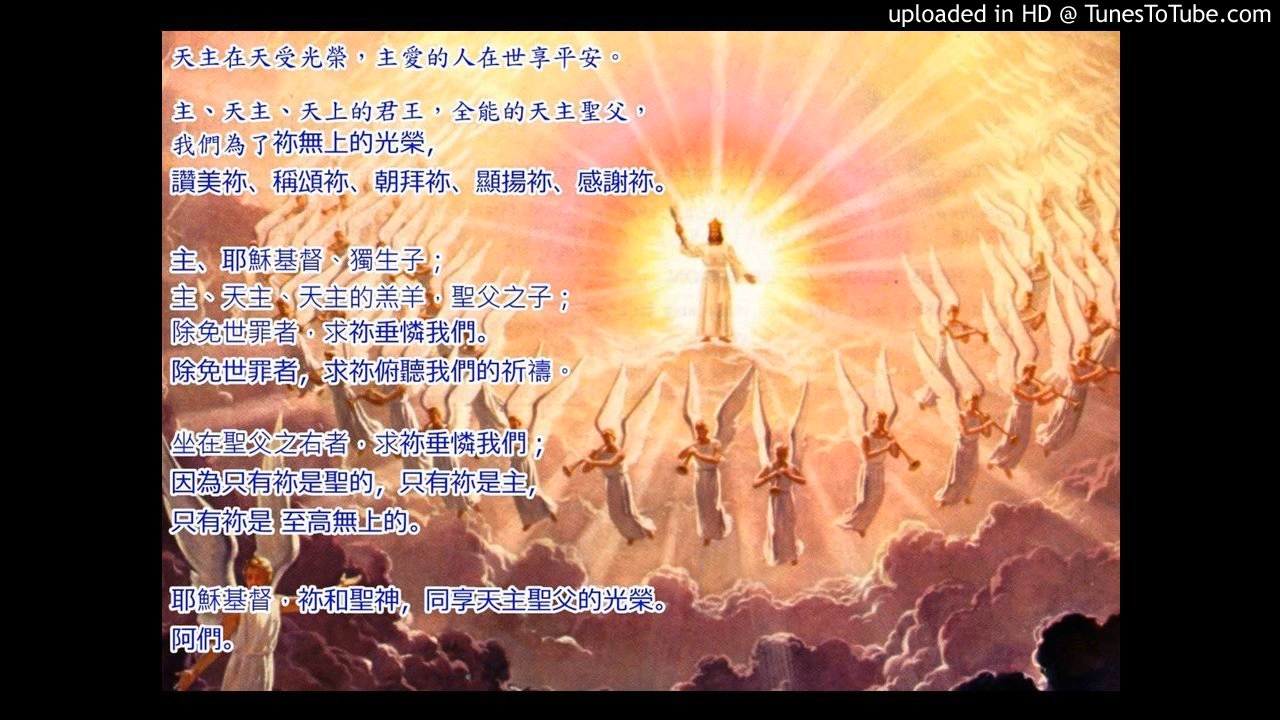 uploaded in HD @ TunesToTube.com
天主在天受光榮，主愛的人在世享平安。
主、天主、天上的君王，全能的天主聖父，
我們為了祢無上的光榮，
讚美祢、稱頌祢、朝拜祢、顯揚祢、感謝祢。
主、耶穌基督、獨生子；
主、天主、天主的羔羊，聖父之子；
除免世罪者，求祢垂憐我們。
除免世罪者，求祢俯聽我們的祈禱。
坐在聖父之右者，求祢垂憐我們；
因為只有祢是聖的，只有祢是主，
只有祢是 至高無上的。
耶穌基督，祢和聖神，同享天主聖父的光榮。
阿們。